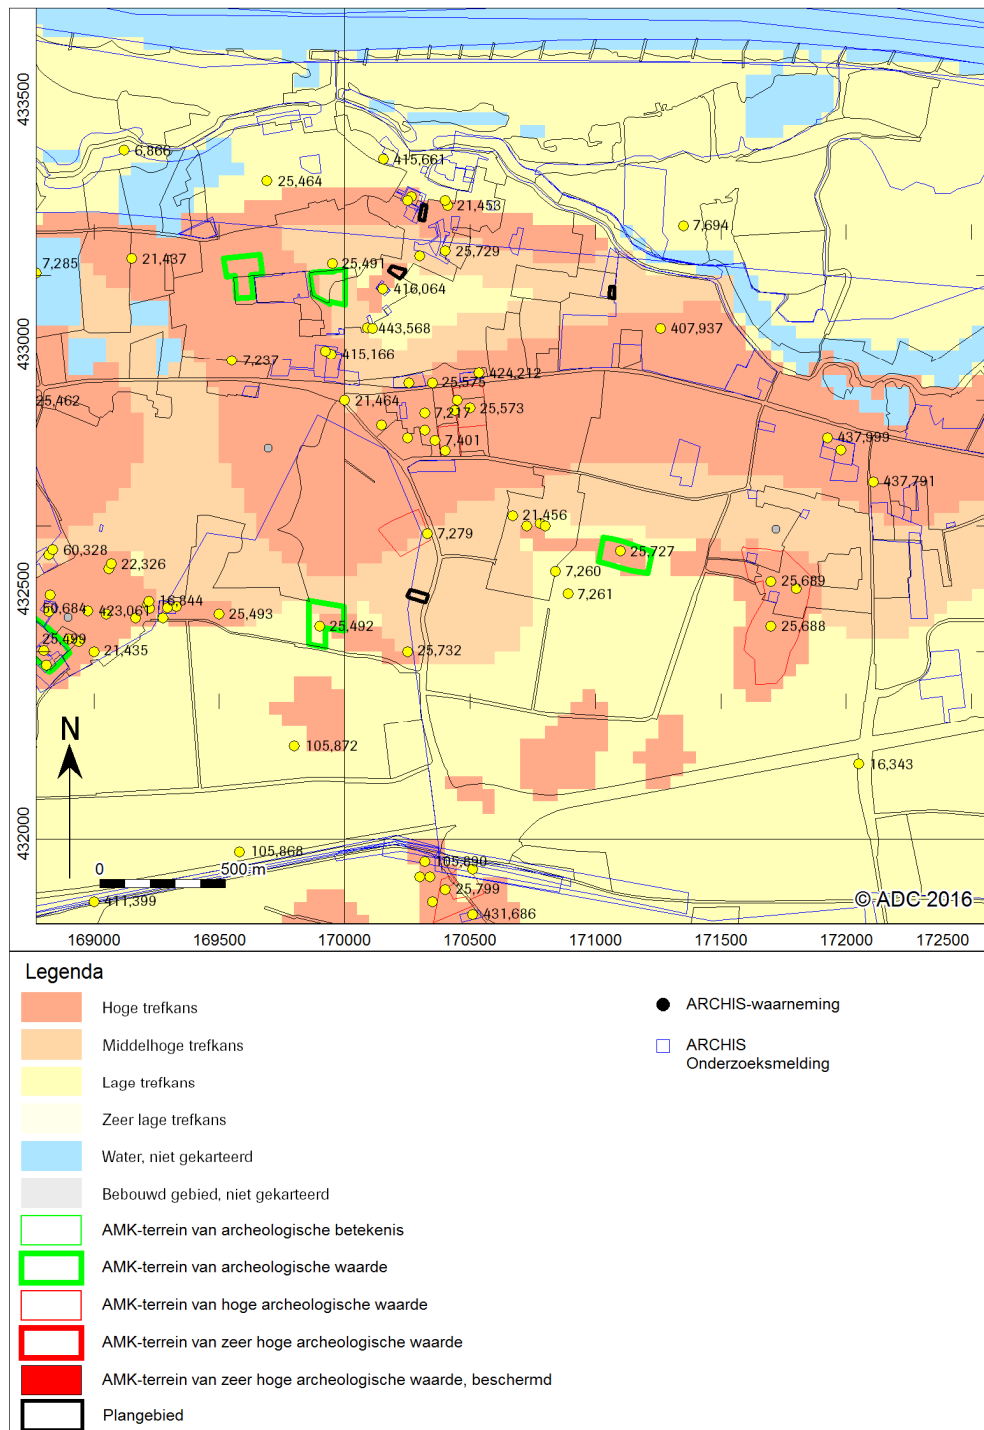 433500
433000
432500
432000
6,866
415,661
25,464
21,453
7,694
25,729
21,437
7,285
25,491
416,064
443,568
407,937
415,166
7,237
424,212
25,575
25,462
21,464
25,573
7,217
7,401
437,999
437,791
21,456
7,279
60,328
25,727
22,326
7,260
25,689
7,261
16,844
50,684
423,061
25,493
25,492
25,688
25,499
21,435
25,732
N
105,872
16,343
105,868
105,890
0
500 m
25,799
411,399
431,686
© ADC 2016
169000 169500 170000 170500 171000 171500 172000 172500
Legenda
Hoge trefkans
ARCHIS-waarneming
Middelhoge trefkans
ARCHIS
Onderzoeksmelding
Lage trefkans
Zeer lage trefkans
Water, niet gekarteerd
Bebouwd gebied, niet gekarteerd
AMK-terrein van archeologische betekenis
AMK-terrein van archeologische waarde
AMK-terrein van hoge archeologische waarde
AMK-terrein van zeer hoge archeologische waarde
AMK-terrein van zeer hoge archeologische waarde, beschermd
Plangebied